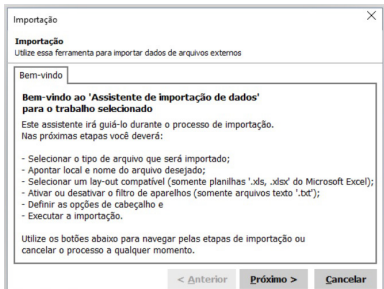 Importação
Importação
Utilize essa ferramenta para importar dados de arquivos externos
Bem-vindo
Bem-vindo ao 'Assistente de importação de dados'
para o trabalho selecionado
Este assistente irá guiá-lo durante o processo de importação.
Nas próximas etapas você deverá:
- Selecionar o tipo de arquivo que será importado;
- Apontar local e nome do arquivo desejado;
- Selecionar um lay-out compatível (somente planilhas '.xls, .xlsx' do Microsoft Excel);
- Ativar ou desativar o filtro de aparelhos (somente arquivos texto '.txt');
- Definir as opções de cabeçalho e
- Executar a importação.
Utilize os botões abaixo para navegar pelas etapas de importação ou
cancelar o processo a qualquer momento.
< Anterior Próximo > Cancelar